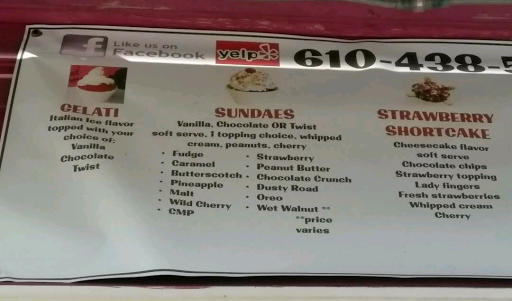 Like us on
Facebook
yelp
610-438-5
GELATI
Italian Ice flavor
topped with your
choice of:
Vanilla
Chocolate
Twist
SUNDAES
Vanilla, Chocolate OR Twist
soft serve, 1 topping choice, whipped
cream, peanuts, cherry
• Fudge
• Caramel
• Butterscotch
• Pineapple
• Malt
• Wild Cherry
• CMP
• Strawberry
• Peanut Butter
• Chocolate Crunch
• Dusty Road
• Oreo
• Wet Walnut **
**price
varies
STRAWBERRY
SHORTCAKE
Cheesecake flavor
soft serve
Chocolate chips
Strawberry topping
Lady fingers
Fresh strawberries
Whipped cream
Cherry